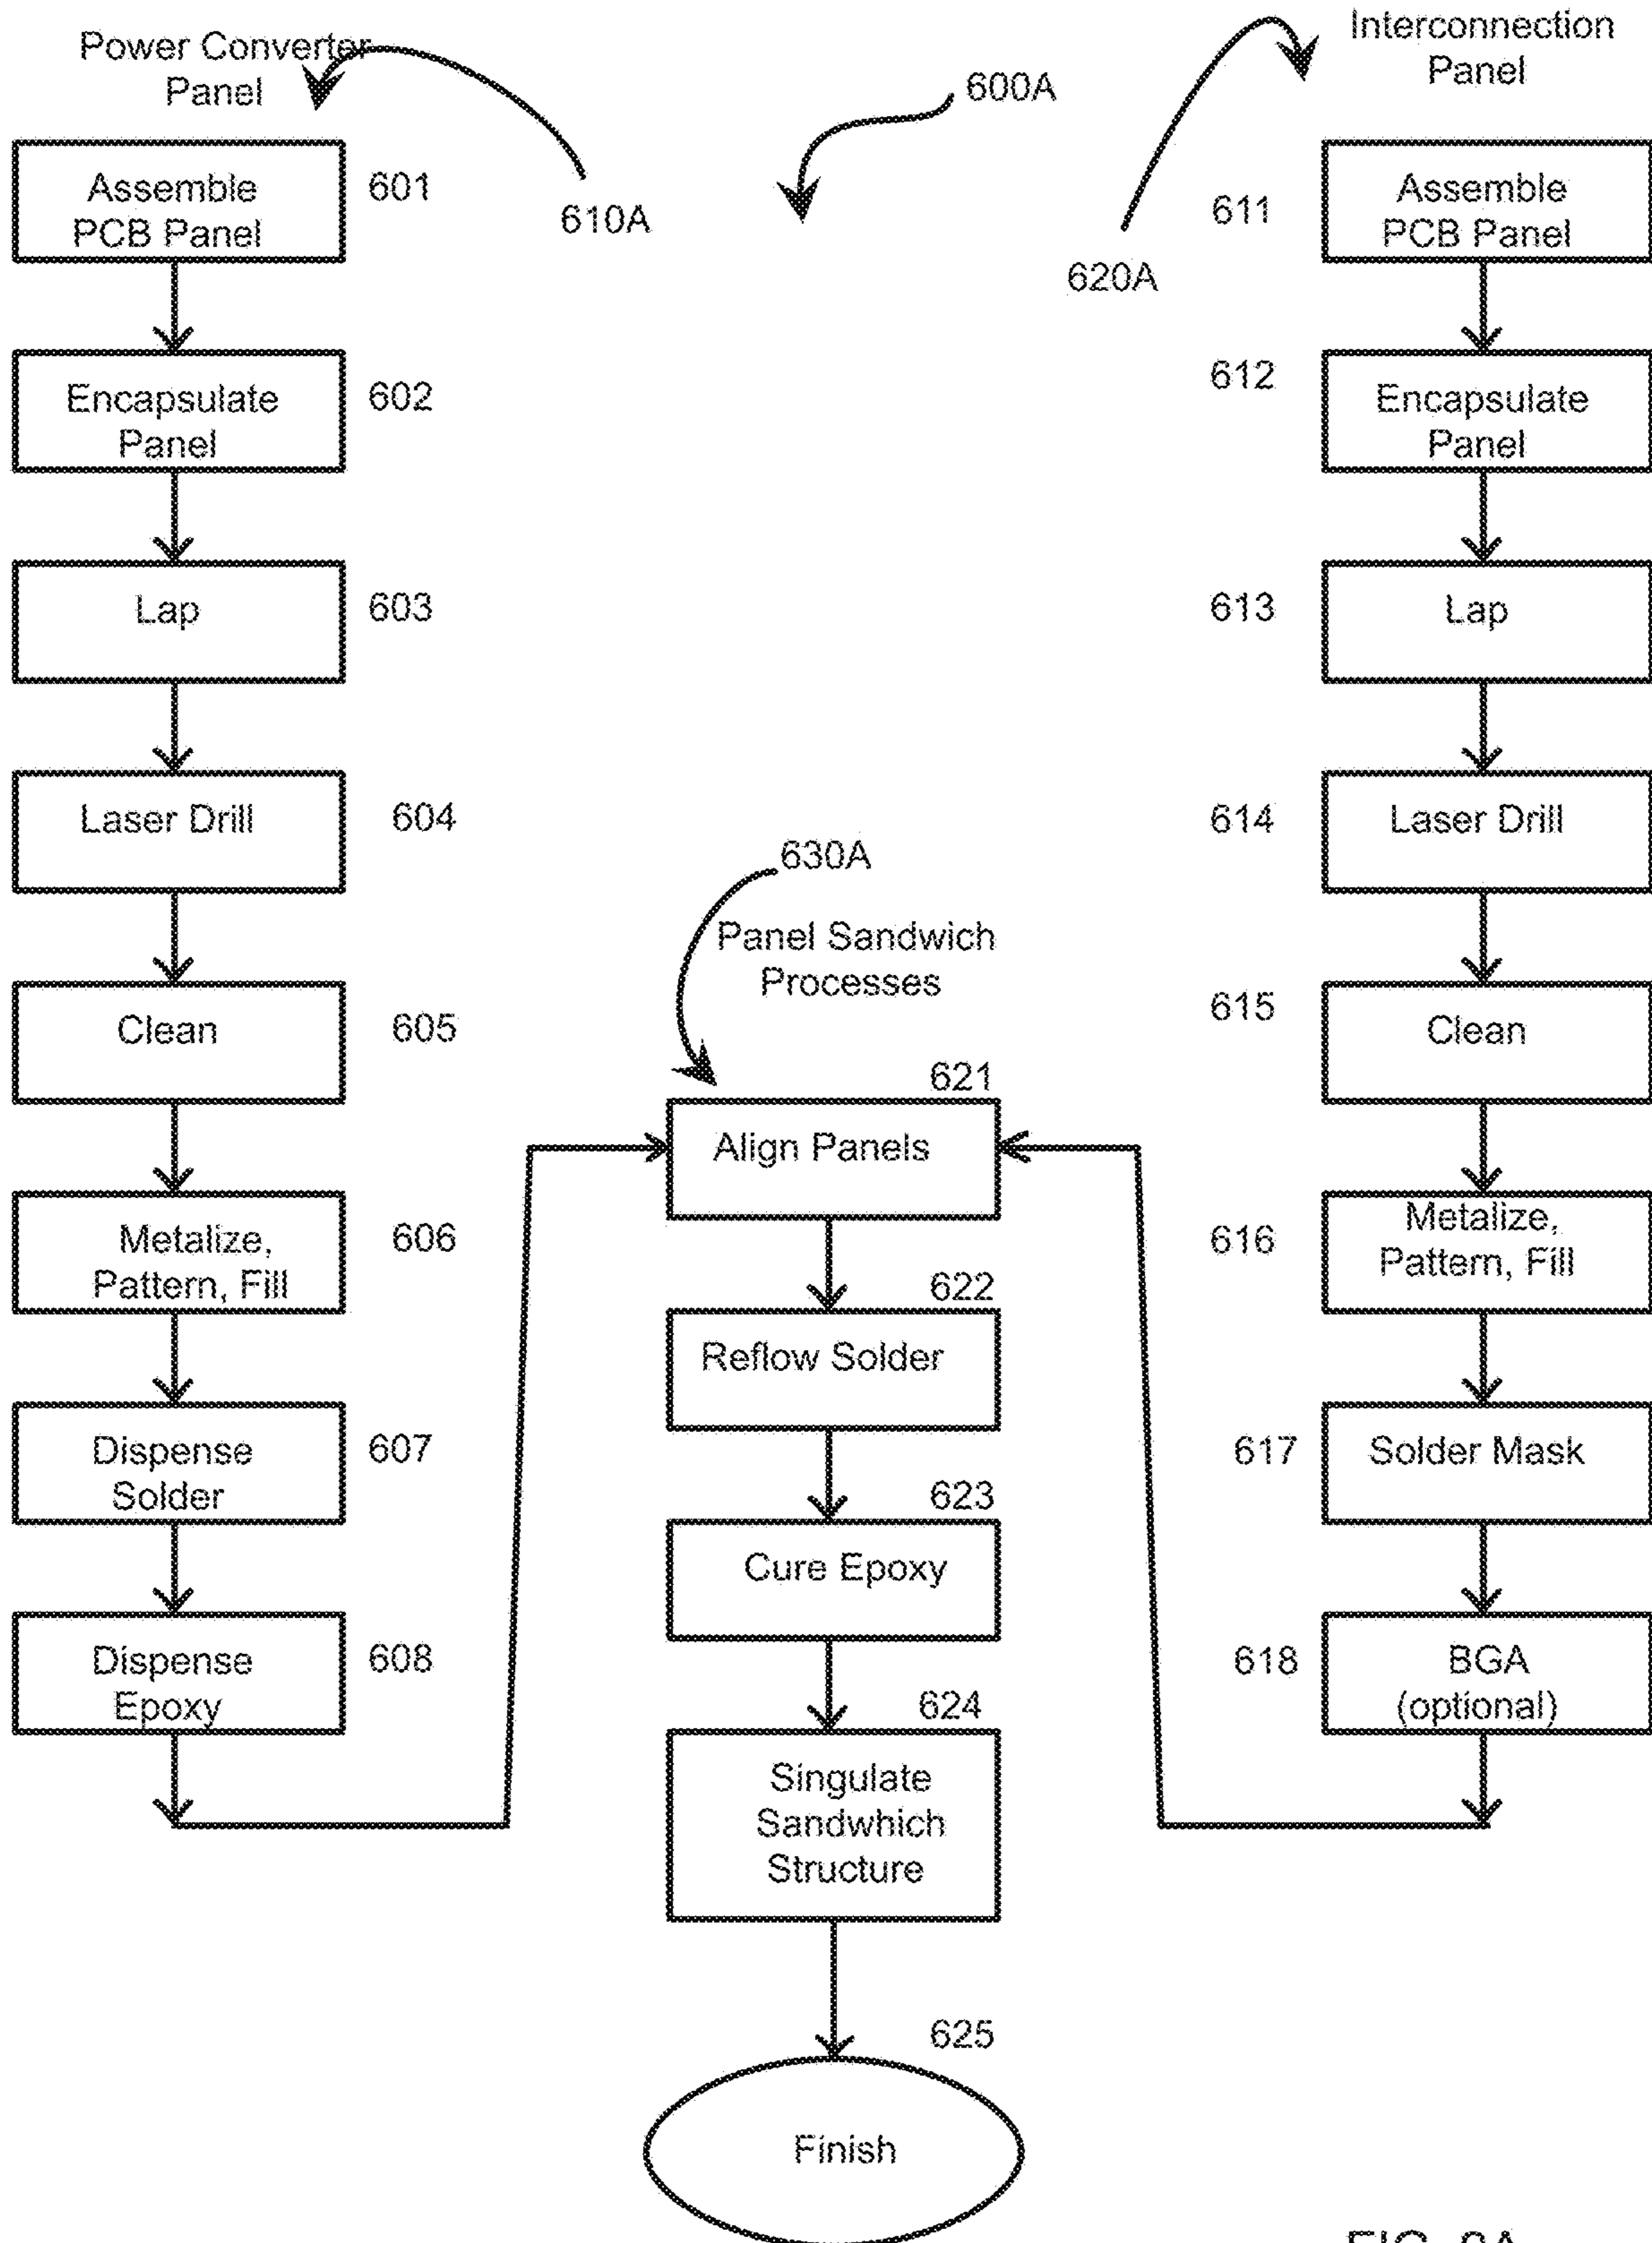 Power Converter
Panel
610A
600A
620A
Interconnection
Panel
Assemble
PCB Panel
601
Encapsulate
Panel
602
Lap
603
Laser Drill
604
Clean
605
Metalize,
Pattern, Fill
606
Dispense
Solder
607
Dispense
Epoxy
608
611
Assemble
PCB Panel
612
Encapsulate
Panel
613
Lap
614
Laser Drill
615
Clean
616
Metalize,
Pattern, Fill
617
Solder Mask
618
BGA
(optional)
630A
Panel Sandwich
Processes
621
Align Panels
622
Reflow Solder
623
Cure Epoxy
624
Singulate
Sandwhich
Structure
625
Finish